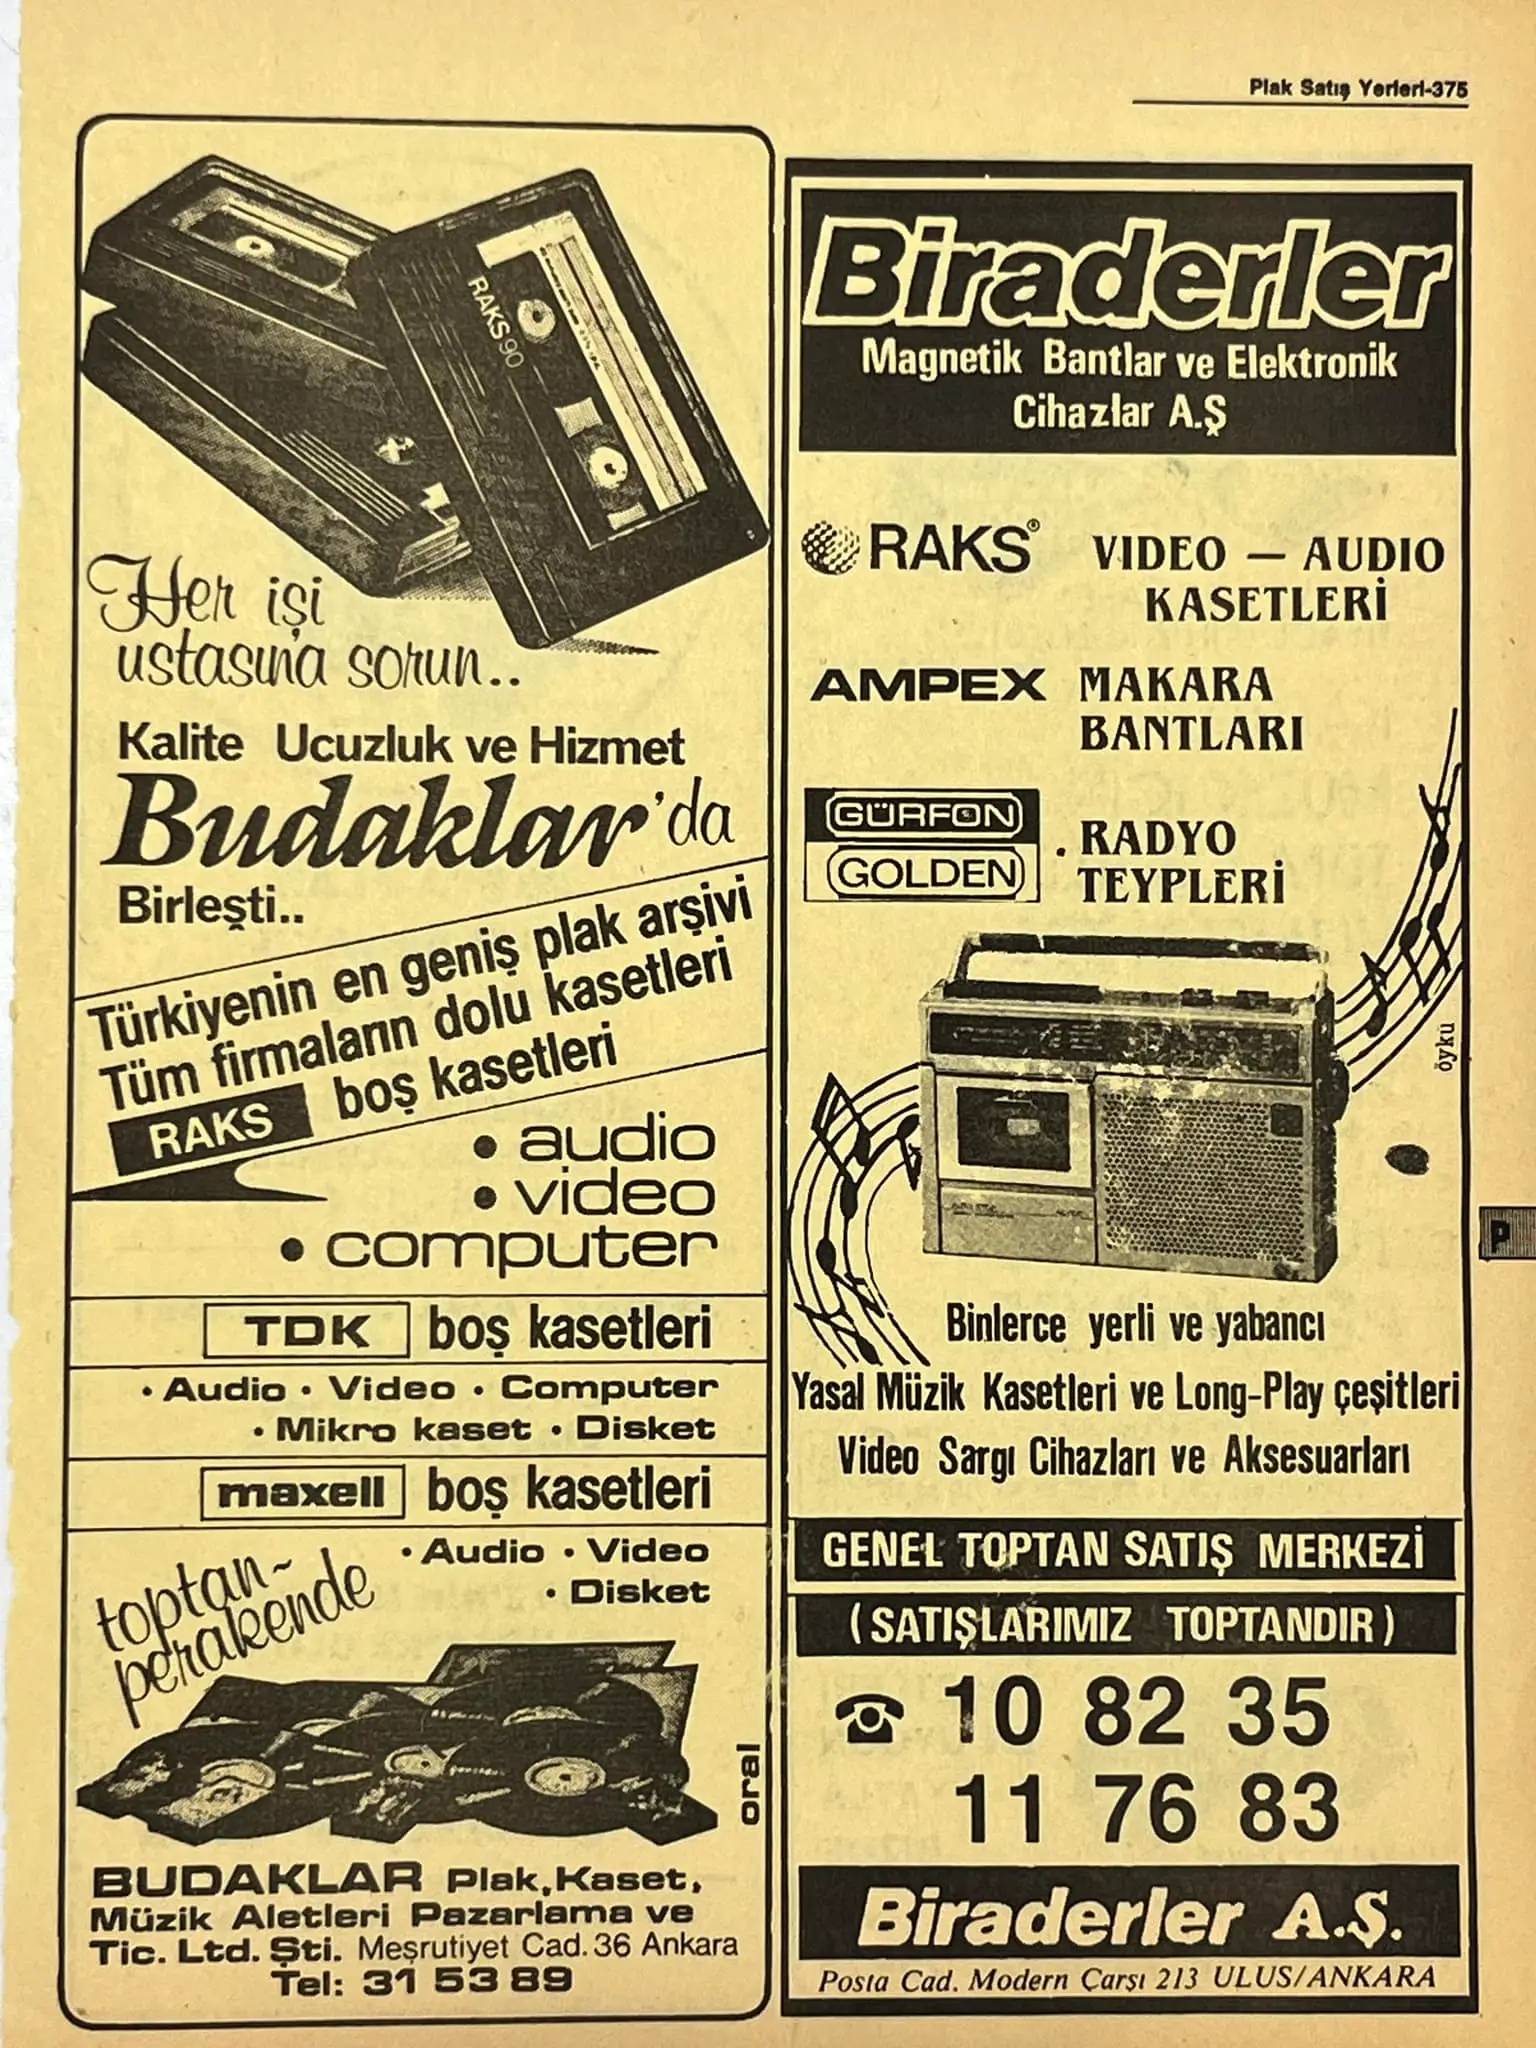 Plak Satış Yerleri-375
RAKS 90
Her işi
ustasına sorun..
Kalite Ucuzluk ve Hizmet
Budaklar'da
Birleşti..
Türkiyenin en geniş plak arşivi
Tüm firmaların dolu kasetleri
RAKS boş kasetleri
• audio
• video
• computer
TDK boş kasetleri
• Audio • Video • Computer
• Mikro kaset • Disket
maxell boş kasetleri
• Audio • Video
• Disket
toptan-
perakende
oral
BUDAKLAR Plak, Kaset,
Müzik Aletleri Pazarlama ve
Tic. Ltd. Şti. Meşrutiyet Cad. 36 Ankara
Tel: 31 53 89
Biraderler
Magnetik Bantlar ve Elektronik
Cihazlar A.Ş
RAKS® VIDEO — AUDIO
KASETLERİ
AMPEX MAKARA
BANTLARI
GÜRFON
GOLDEN
. RADYO
TEYPLERİ
öykü
P
Binlerce yerli ve yabancı
Yasal Müzik Kasetleri ve Long-Play çeşitleri
Video Sargı Cihazları ve Aksesuarları
GENEL TOPTAN SATIŞ MERKEZİ
(SATIŞLARIMIZ TOPTANDIR)
☎ 10 82 35
11 76 83
Biraderler A.Ş.
Posta Cad. Modern Çarşı 213 ULUS/ANKARA